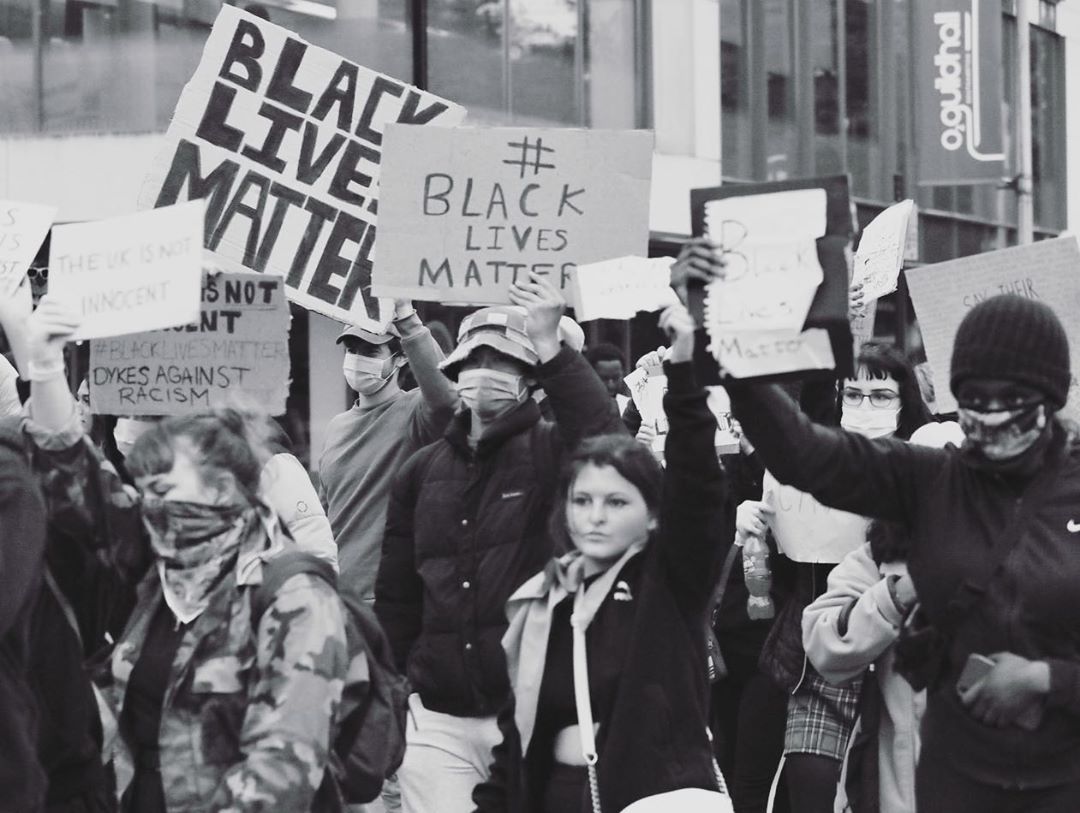 BLACK
LIVES
MATTER
#
BLACK
LIVES
MATTER
THE UK IS NOT
INNOCENT
IS NOT
#BLACKLIVESMATTER
DYKES AGAINST
RACISM
Black
Lives
Matter
SAY THEIR
o2guildhall